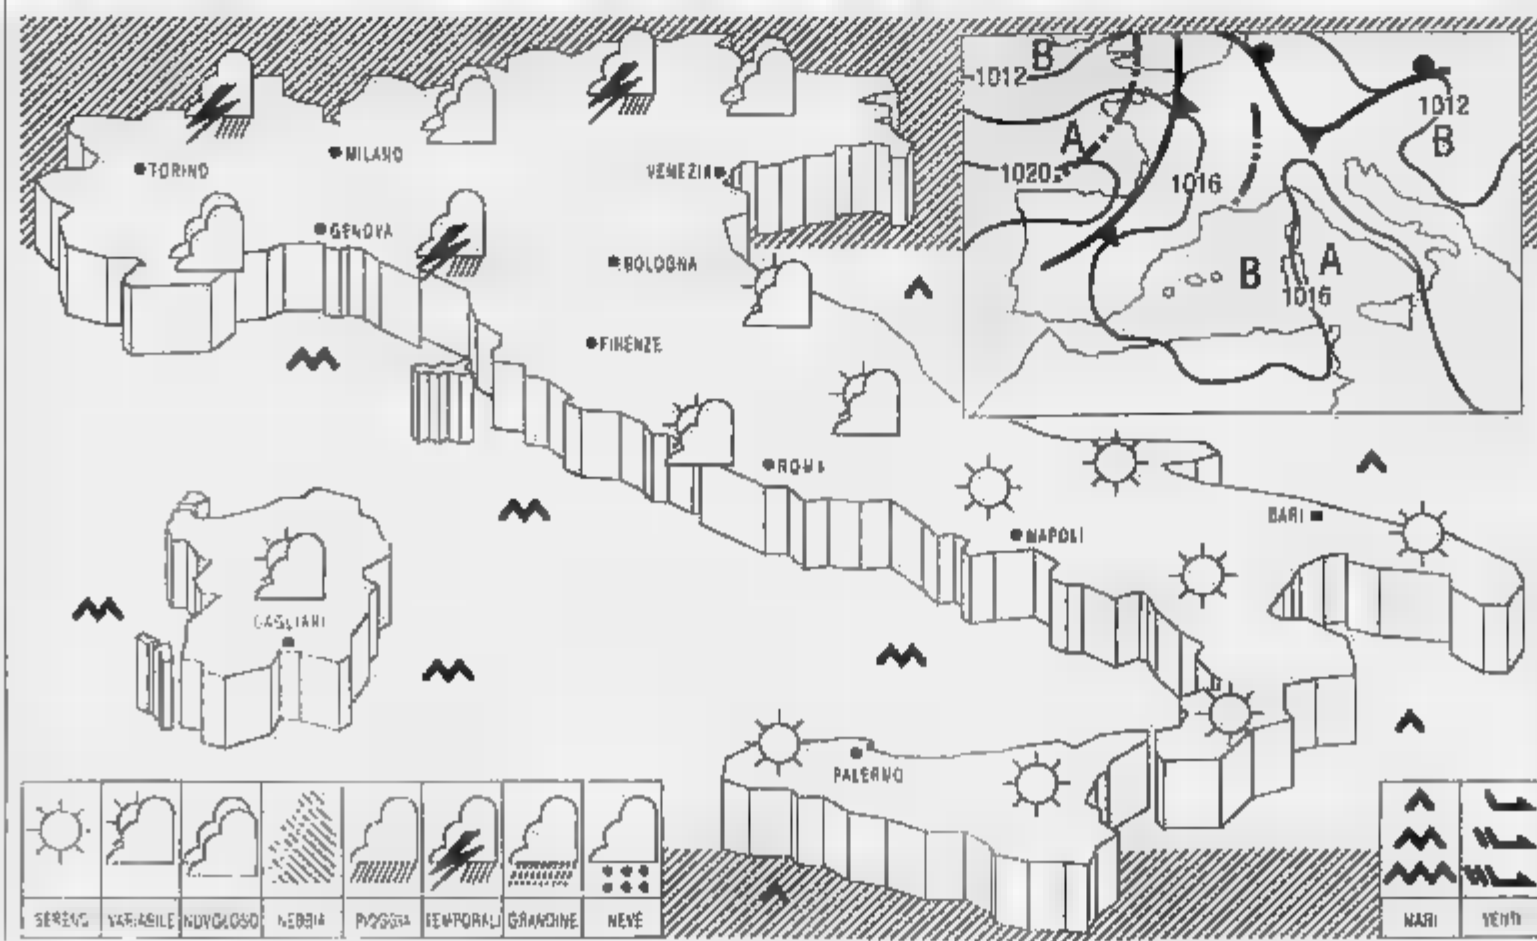 B
1012
A
1020
1016
1012
B
B
A
1016
MILANO
TORINO
VENEZIA
GENOVA
BOLOGNA
FIRENZE
ROMA
BARI
NAPOLI
CAGLIARI
PALERMO
SERENO VARIABILE NUVOLOSO NEBBIA PIOGGIA TEMPORALI GRANDINE NEVE
MARI VENTI